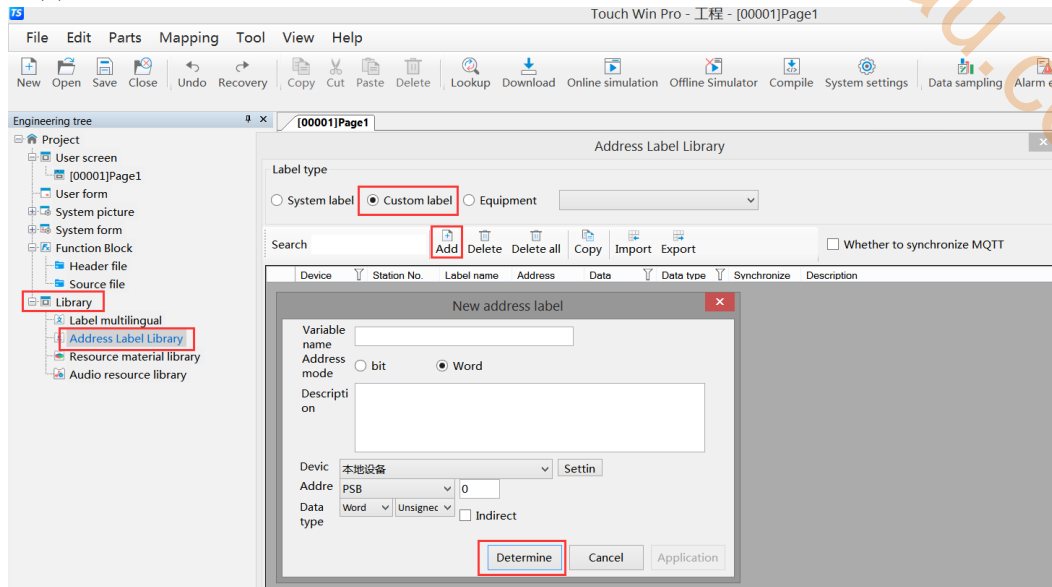 TS Touch Win Pro - 工程 - [00001]Page1
File Edit Parts Mapping Tool View Help
New Open Save Close Undo Recovery Copy Cut Paste Delete Lookup Download Online simulation Offline Simulator Compile System settings Data sampling Alarm e
Engineering tree
[00001]Page1
Project
User screen
[00001]Page1
User form
System picture
System form
Function Block
Header file
Source file
Library
Label multilingual
Address Label Library
Resource material library
Audio resource library
Address Label Library
Label type
System label Custom label Equipment
Search Add Delete Delete all Copy Import Export Whether to synchronize MQTT
Device Station No. Label name Address Data Data type Synchronize Description
New address label
Variable
name
Address
mode
bit Word
Descripti
on
Devic 本地设备 Settin
Addre PSB 0
Data
type
Word Unsignec Indirect
Determine Cancel Application